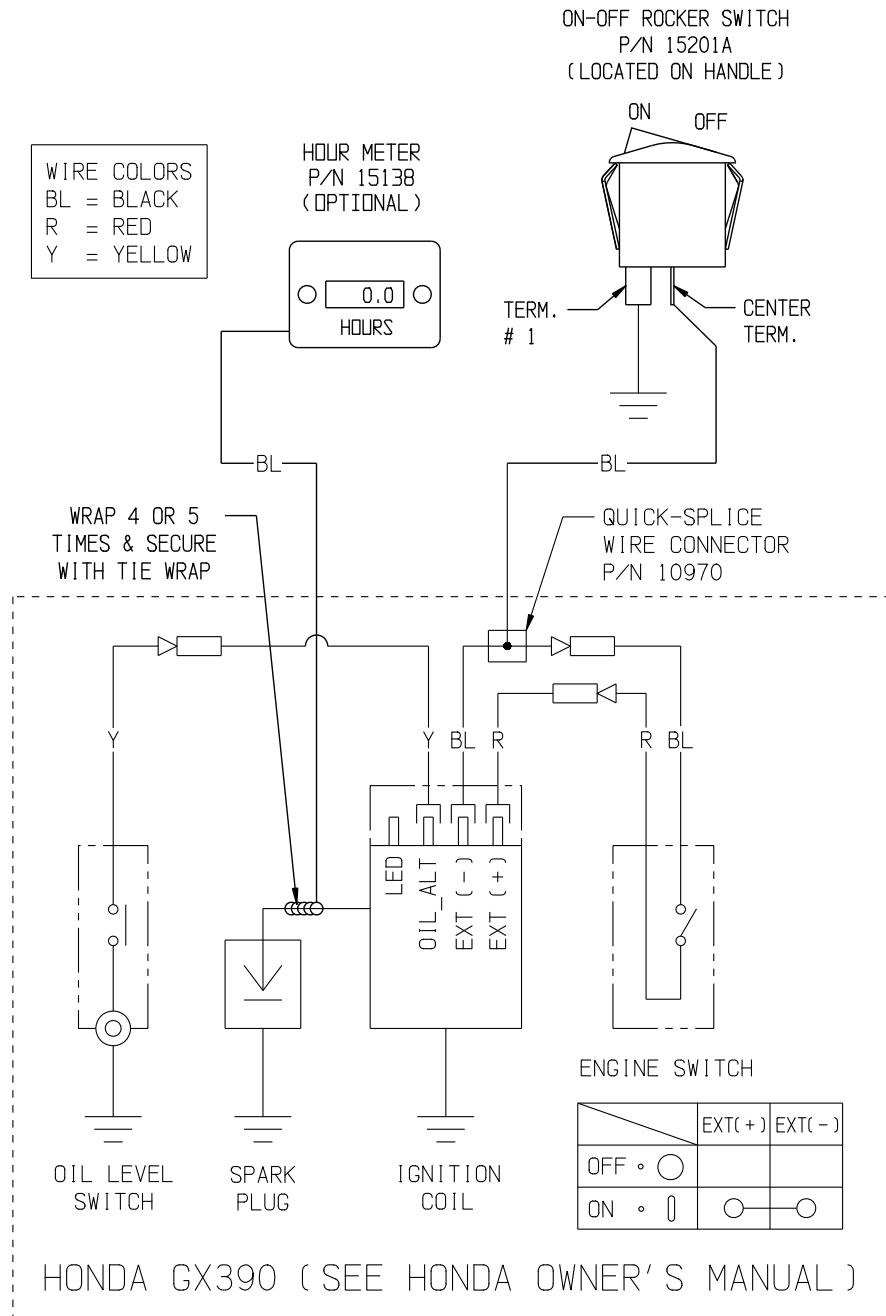 ON-OFF ROCKER SWITCH
P/N 15201A
(LOCATED ON HANDLE)
ON
OFF
WIRE COLORS
BL = BLACK
R = RED
Y = YELLOW
HOUR METER
P/N 15138
(OPTIONAL)
0.0
HOURS
TERM.
# 1
CENTER
TERM.
BL
BL
WRAP 4 OR 5
TIMES & SECURE
WITH TIE WRAP
QUICK-SPLICE
WIRE CONNECTOR
P/N 10970
Y
Y
BL
R
R
BL
LED
OIL_ALT
EXT (-)
EXT (+)
ENGINE SWITCH
EXT(+)
EXT(-)
OFF
ON
OIL LEVEL
SWITCH
SPARK
PLUG
IGNITION
COIL
HONDA GX390 (SEE HONDA OWNER'S MANUAL)